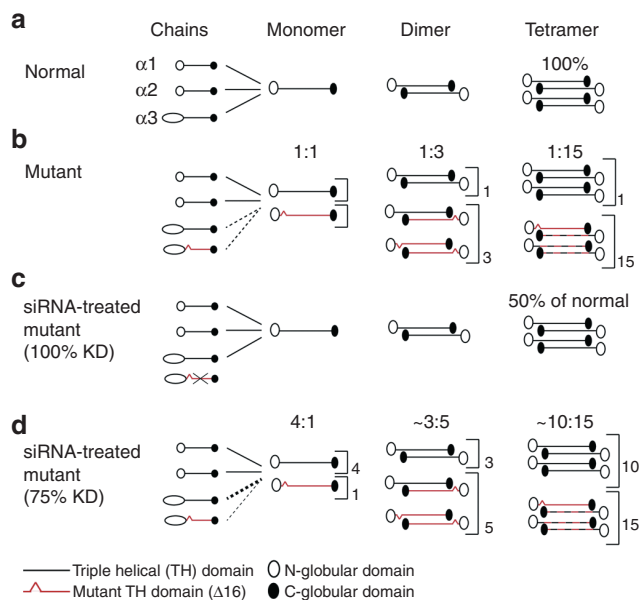 a
Chains Monomer Dimer Tetramer
Normal
α1
α2
α3
100%
b
Mutant
1:1 1:3 1:15
1 1
3 15
c
siRNA-treated
mutant
(100% KD)
50% of normal
d
siRNA-treated
mutant
(75% KD)
4:1 ~3:5 ~10:15
4 3 10
1 5 15
Triple helical (TH) domain
N-globular domain
Mutant TH domain (Δ16)
C-globular domain